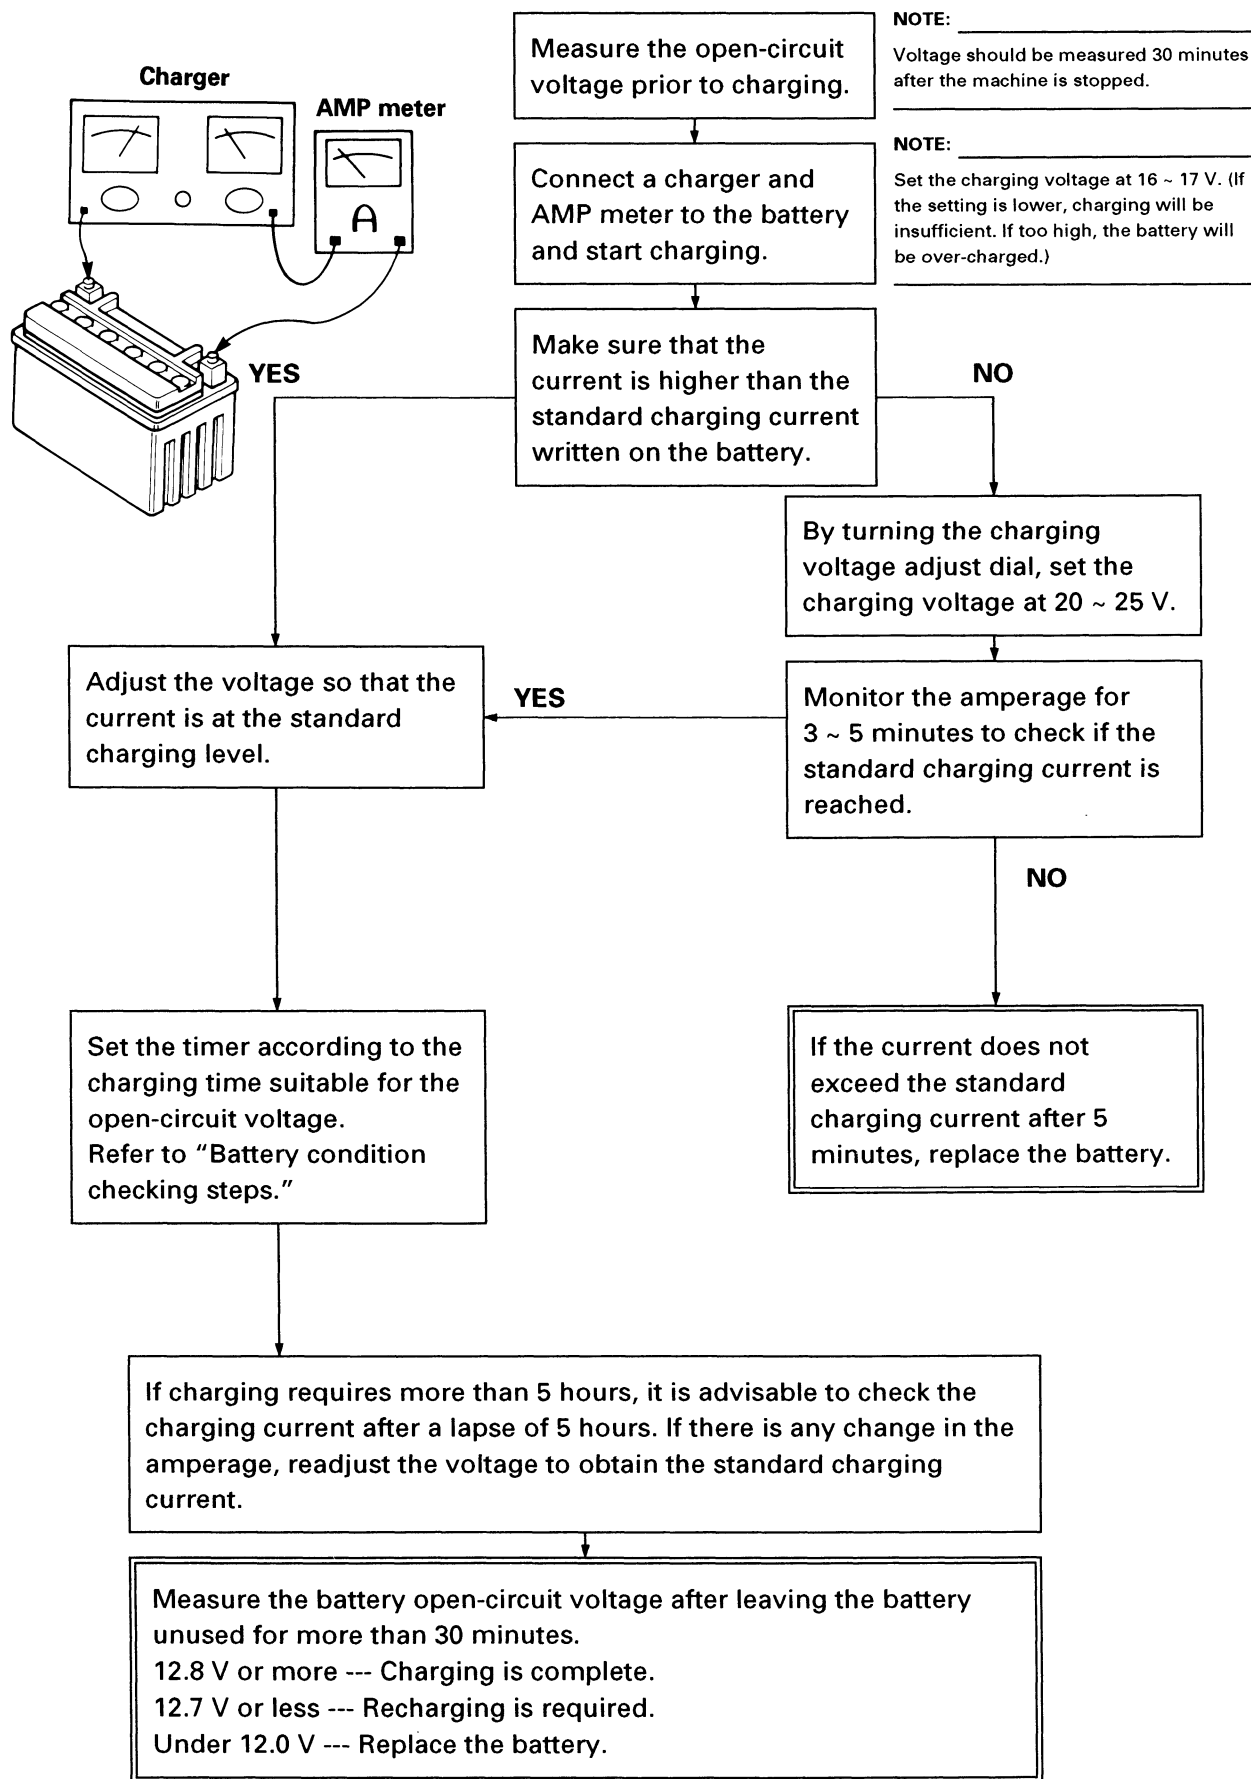 Charger
AMP meter
A
Measure the open-circuit
voltage prior to charging.
NOTE:
Voltage should be measured 30 minutes
after the machine is stopped.
Connect a charger and
AMP meter to the battery
and start charging.
NOTE:
Set the charging voltage at 16 ~ 17 V. (If
the setting is lower, charging will be
insufficient. If too high, the battery will
be over-charged.)
Make sure that the
current is higher than the
standard charging current
written on the battery.
YES
NO
By turning the charging
voltage adjust dial, set the
charging voltage at 20 ~ 25 V.
Adjust the voltage so that the
current is at the standard
charging level.
YES
Monitor the amperage for
3 ~ 5 minutes to check if the
standard charging current is
reached.
NO
Set the timer according to the
charging time suitable for the
open-circuit voltage.
Refer to “Battery condition
checking steps.”
If the current does not
exceed the standard
charging current after 5
minutes, replace the battery.
If charging requires more than 5 hours, it is advisable to check the
charging current after a lapse of 5 hours. If there is any change in the
amperage, readjust the voltage to obtain the standard charging
current.
Measure the battery open-circuit voltage after leaving the battery
unused for more than 30 minutes.
12.8 V or more --- Charging is complete.
12.7 V or less --- Recharging is required.
Under 12.0 V --- Replace the battery.